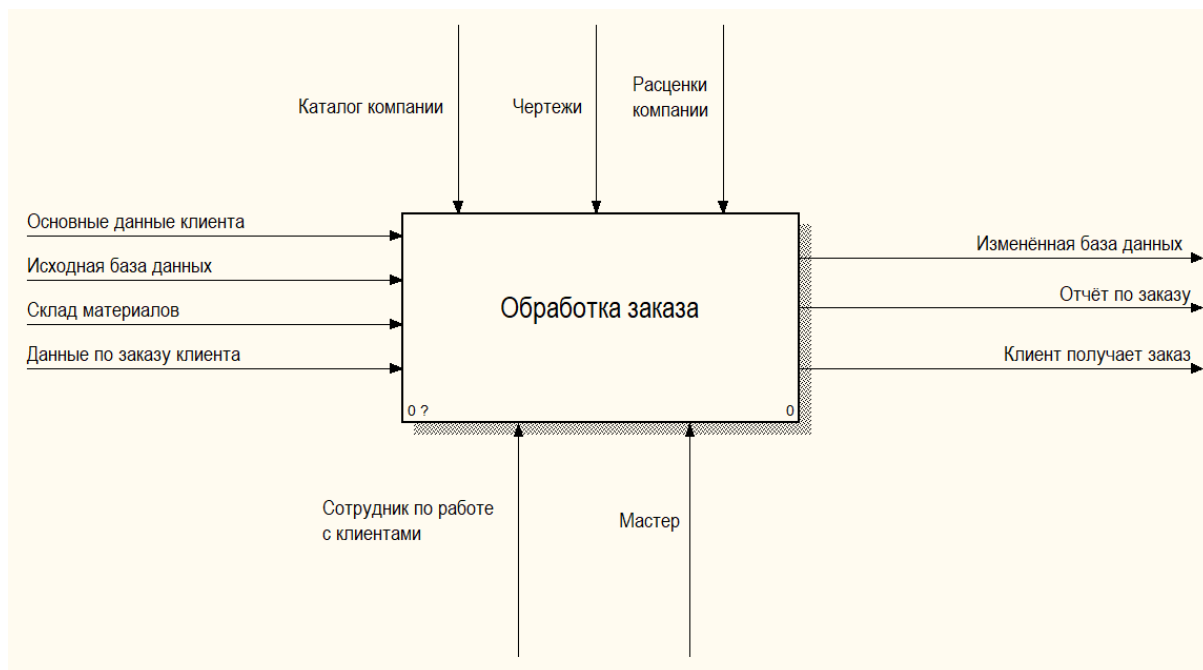 Каталог компании
Чертежи
Расценки
компании
Основные данные клиента
Исходная база данных
Склад материалов
Данные по заказу клиента
Обработка заказа
0 ?
0
Изменённая база данных
Отчёт по заказу
Клиент получает заказ
Сотрудник по работе
с клиентами
Мастер